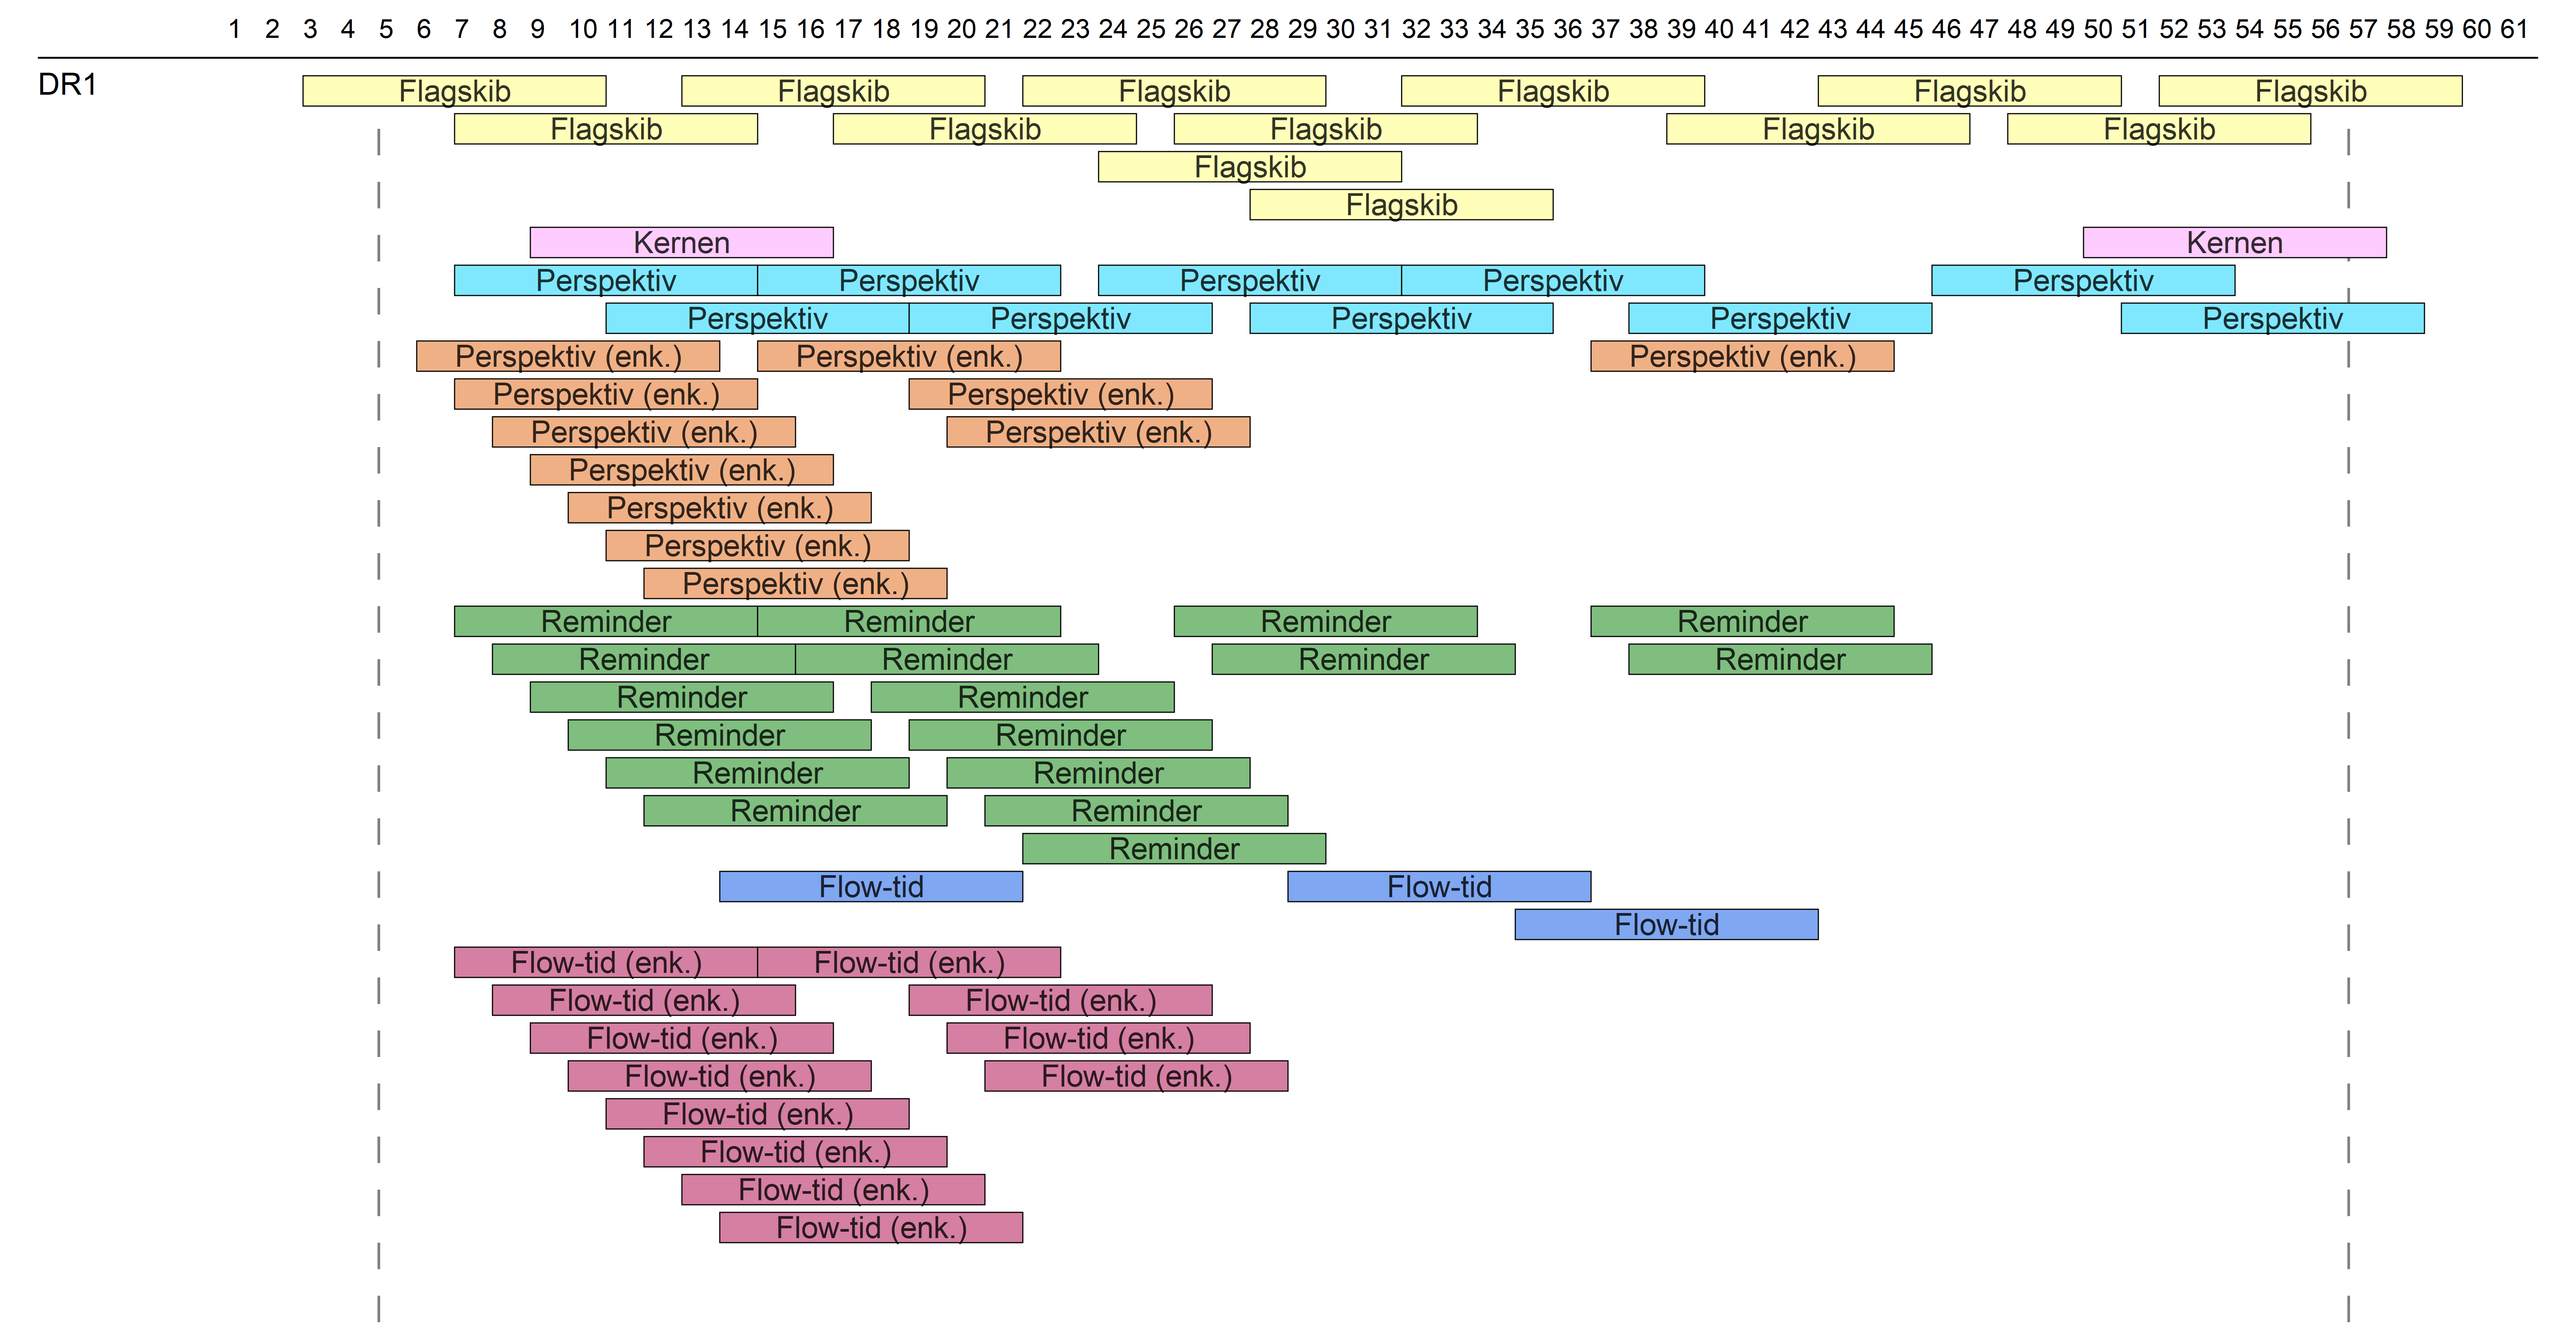 1 2 3 4 5 6 7 8 9 10 11 12 13 14 15 16 17 18 19 20 21 22 23 24 25 26 27 28 29 30 31 32 33 34 35 36 37 38 39 40 41 42 43 44 45 46 47 48 49 50 51 52 53 54 55 56 57 58 59 60 61
DR1 Flagskib Flagskib Flagskib Flagskib Flagskib Flagskib
Flagskib Flagskib Flagskib Flagskib Flagskib
Flagskib
Flagskib
Kernen Kernen
Perspektiv Perspektiv Perspektiv Perspektiv Perspektiv
Perspektiv Perspektiv Perspektiv Perspektiv Perspektiv
Perspektiv (enk.) Perspektiv (enk.) Perspektiv (enk.)
Perspektiv (enk.) Perspektiv (enk.)
Perspektiv (enk.) Perspektiv (enk.)
Perspektiv (enk.)
Perspektiv (enk.)
Perspektiv (enk.)
Perspektiv (enk.)
Reminder Reminder Reminder Reminder
Reminder Reminder Reminder Reminder
Reminder Reminder
Reminder Reminder
Reminder Reminder
Reminder Reminder
Reminder
Flow-tid Flow-tid
Flow-tid
Flow-tid (enk.) Flow-tid (enk.)
Flow-tid (enk.) Flow-tid (enk.)
Flow-tid (enk.) Flow-tid (enk.)
Flow-tid (enk.) Flow-tid (enk.)
Flow-tid (enk.)
Flow-tid (enk.)
Flow-tid (enk.)
Flow-tid (enk.)